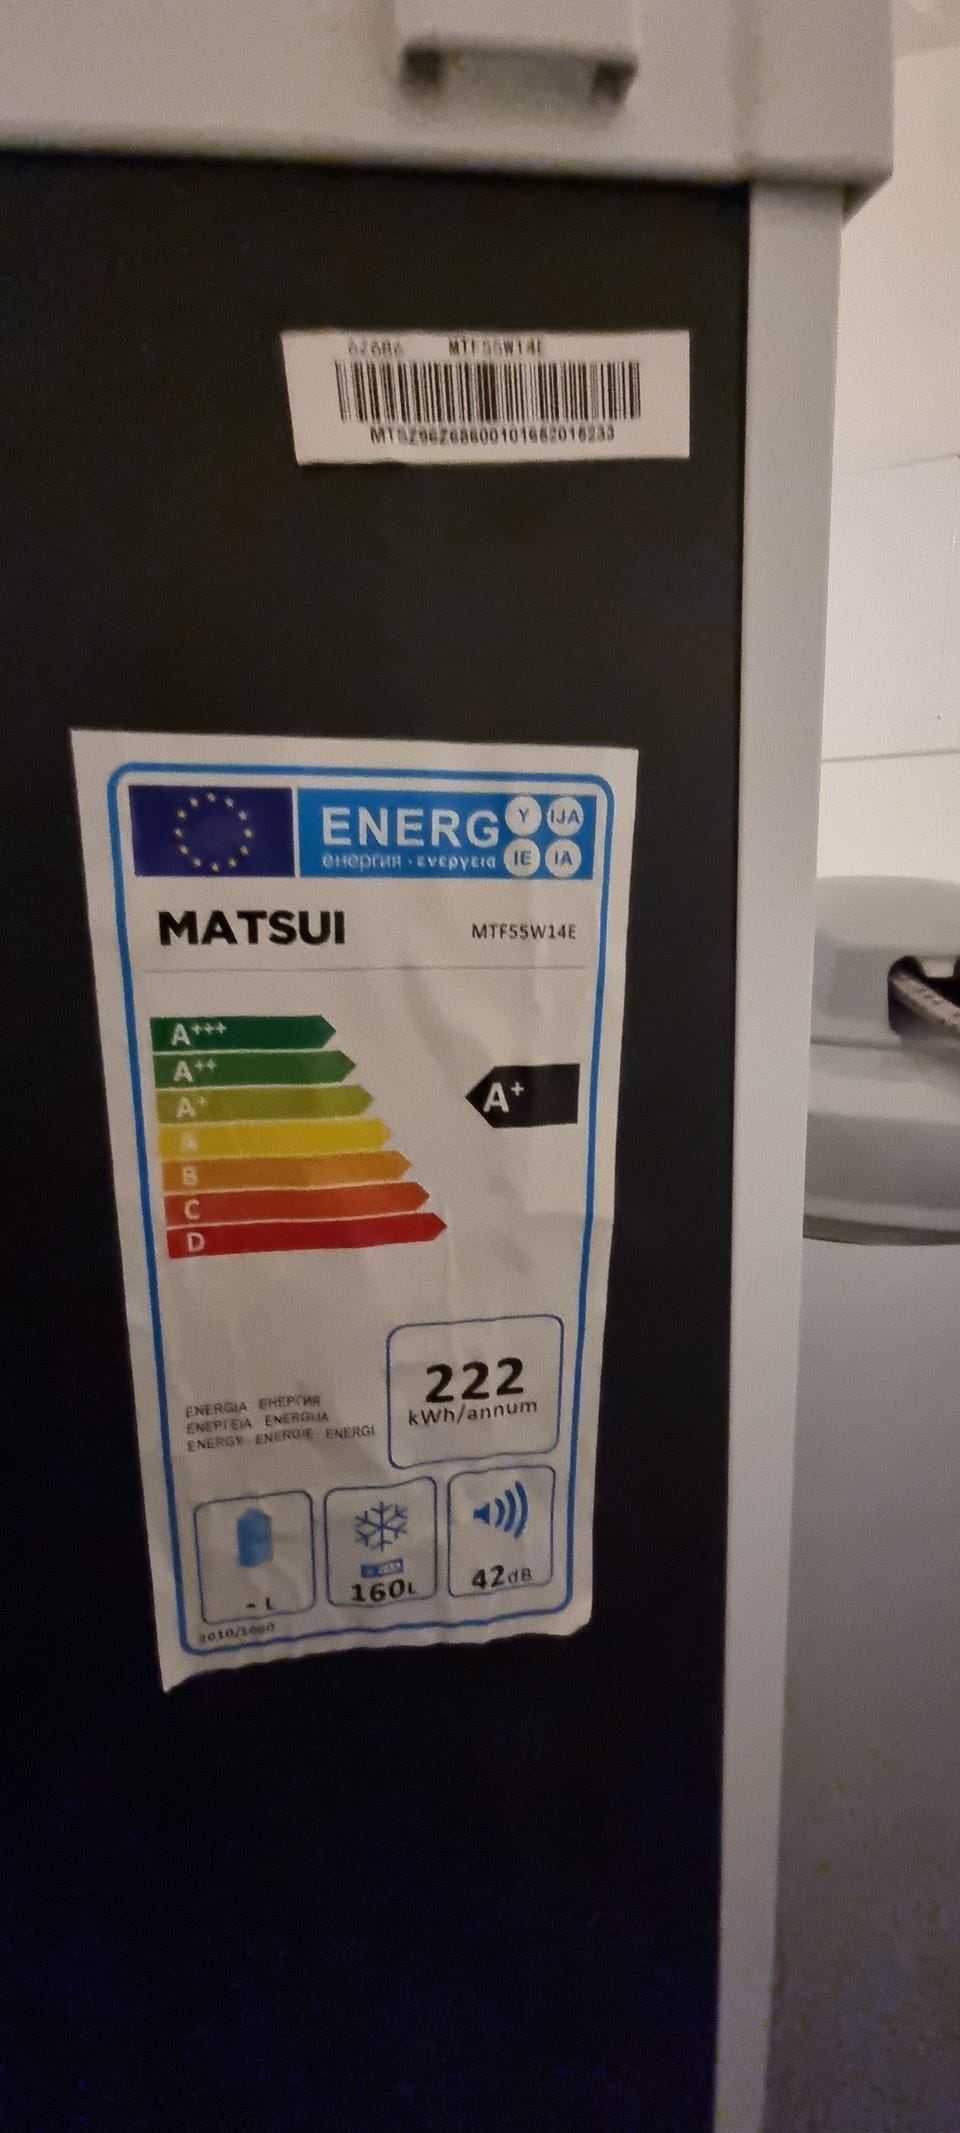 MTF55W14E
ENERG Y IJA
енергия · ενεργεια IE IA
MATSUI
MTF55W14E
A+++
A++
A+
A+
A
B
C
D
222
kWh/annum
ENERGIA ЕНЕРГИЯ
ΕΝΕΡΓΕΙΑ ENERGIJA
ENERGY ENERGIE ENERGI
- L
160L
42dB
2010/1060